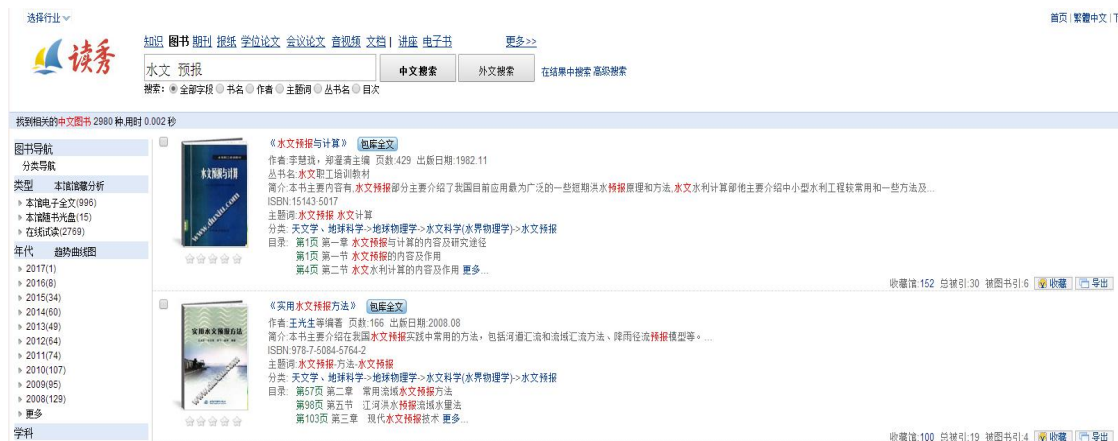 选择行业
首页 | 繁體中文 | T
读秀
知识 图书 期刊 报纸 学位论文 会议论文 音视频 文档 | 讲座 电子书 更多>>
水文 预报 中文搜索 外文搜索 在结果中搜索 高级搜索
搜索: 全部字段 书名 作者 主题词 丛书名 目次
找到相关的中文图书 2980 种,用时 0.002 秒
图书导航
分类导航
类型 本馆馆藏分析
本馆电子全文(996)
本馆随书光盘(15)
在线试读(2769)
年代 趋势曲线图
2017(1)
2016(8)
2015(34)
2014(60)
2013(49)
2012(64)
2011(74)
2010(107)
2009(95)
2008(129)
更多
学科
水文预报与计算
www.duxiu.com
《水文预报与计算》 包库全文
作者:李慧珑，郑灌清主编 页数:429 出版日期:1982.11
丛书名:水文职工培训教材
简介:本书主要内容有,水文预报部分主要介绍了我国目前应用最为广泛的一些短期洪水预报原理和方法,水文水利计算部他主要介绍中小型水利工程较常用和一些方法及...
ISBN:15143·5017
主题词:水文预报 水文计算
分类: 天文学、地球科学->地球物理学->水文科学(水界物理学)->水文预报
目录: 第1页 第一章 水文预报与计算的内容及研究途径
第1页 第一节 水文预报的内容及作用
第4页 第二节 水文水利计算的内容及作用 更多...
收藏馆:152 总被引:30 被图书引:6 收藏 导出
实用水文预报方法
www.duxiu.com
《实用水文预报方法》 包库全文
作者:王光生等编著 页数:166 出版日期:2008.08
简介:本书主要介绍在我国水文预报实践中常用的方法，包括河道汇流和流域汇流方法、降雨径流预报模型等。...
ISBN:978-7-5084-5764-2
主题词:水文预报-方法-水文预报
分类: 天文学、地球科学->地球物理学->水文科学(水界物理学)->水文预报
目录: 第57页 第二章 常用流域水文预报方法
第98页 第五节 江河洪水预报流域水量法
第103页 第三章 现代水文预报技术 更多...
收藏馆:100 总被引:19 被图书引:4 收藏 导出